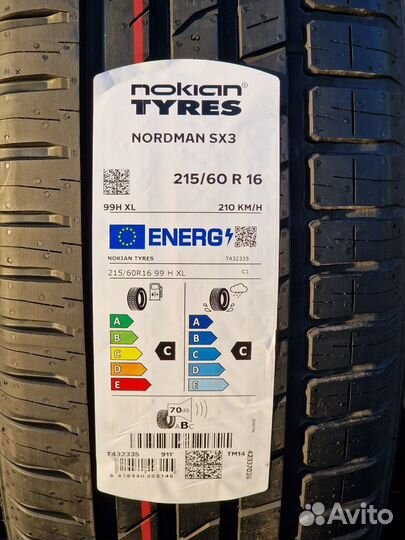 nokian®
TYRES
NORDMAN SX3
215/60 R 16
99H XL 210 KM/H
ENERG
NOKIAN TYRES T432335
215/60R16 99 H XL C1
A A
B B
C C C C
D D
E E
70dB
ABC
T432335 911' TM14
6 419440 493145
Avito